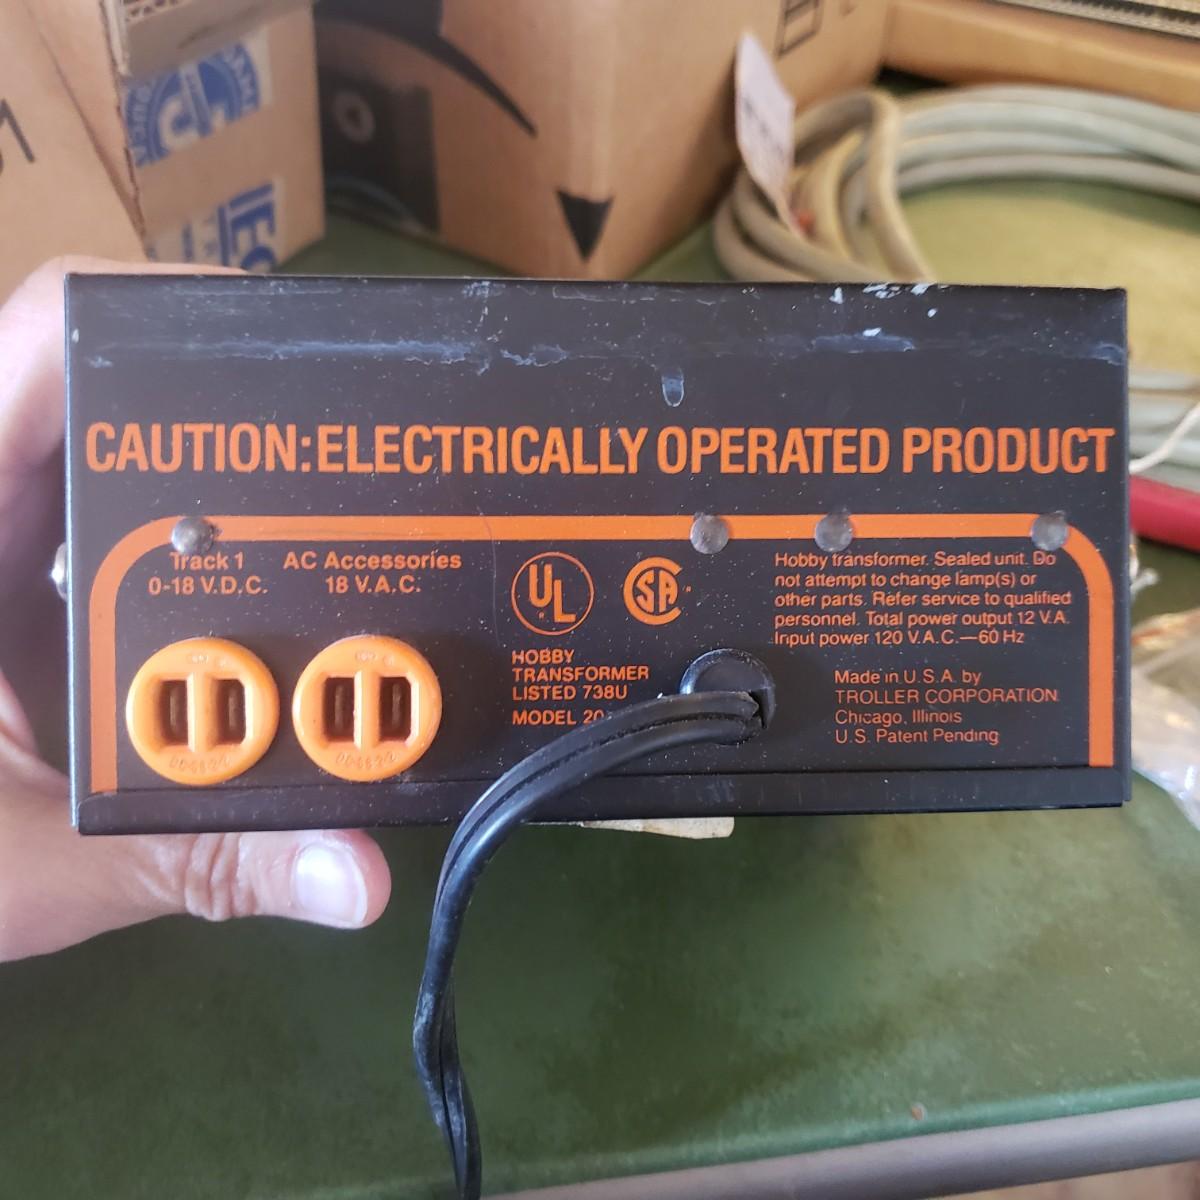 CAUTION:ELECTRICALLY OPERATED PRODUCT
Track 1
0-18 V.D.C.
AC Accessories
18 V.A.C.
UL
SA
HOBBY
TRANSFORMER
LISTED 738U
MODEL
Hobby transformer. Sealed unit. Do
not attempt to change lamp(s) or
other parts. Refer service to qualified
personnel. Total power output 12 V.A.
Input power 120 V.A.C.—60 Hz
Made in U.S.A. by
TROLLER CORPORATION
Chicago, Illinois
U.S. Patent Pending